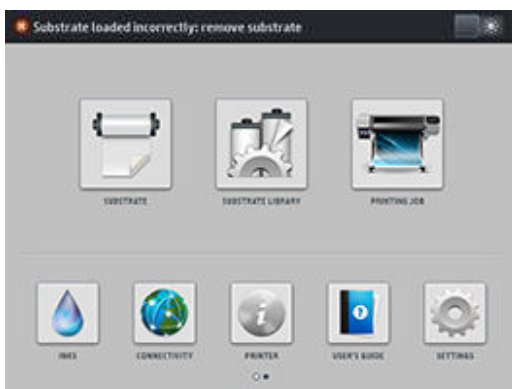 Substrate loaded incorrectly: remove substrate
SUBSTRATE
SUBSTRATE LIBRARY
PRINTING JOB
INKS
CONNECTIVITY
PRINTER
USER'S GUIDE
SETTINGS